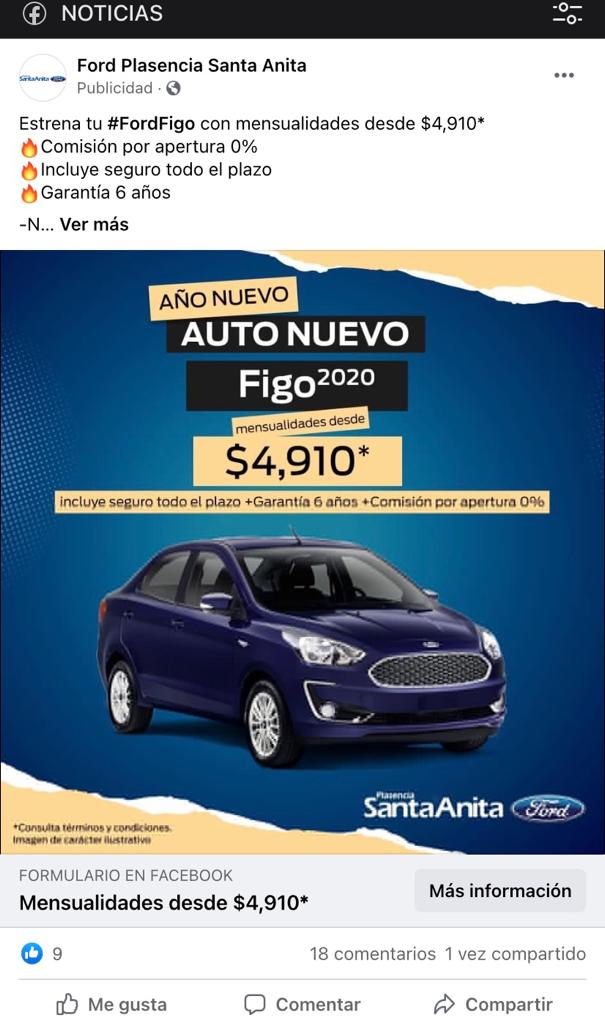 NOTICIAS
Ford Plasencia Santa Anita
Publicidad ·
Estrena tu #FordFigo con mensualidades desde $4,910*
🔥Comisión por apertura 0%
🔥Incluye seguro todo el plazo
🔥Garantía 6 años
-N... Ver más
AÑO NUEVO
AUTO NUEVO
Figo2020
mensualidades desde
$4,910*
incluye seguro todo el plazo +Garantía 6 años +Comisión por apertura 0%
Plasencia
SantaAnita Ford
*Consulta términos y condiciones.
Imagen de carácter ilustrativo
FORMULARIO EN FACEBOOK
Mensualidades desde $4,910*
Más información
9
18 comentarios 1 vez compartido
Me gusta Comentar Compartir